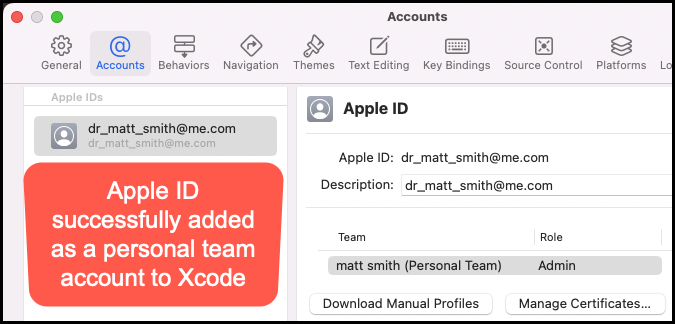 Accounts
General
Accounts
Behaviors
Navigation
Themes
Text Editing
Key Bindings
Source Control
Platforms
Lo
Apple IDs
dr_matt_smith@me.com
dr_matt_smith@me.com
Apple ID
successfully added
as a personal team
account to Xcode
Apple ID
Apple ID: dr_matt_smith@me.com
Description: dr_matt_smith@me.com
Team Role
matt smith (Personal Team) Admin
Download Manual Profiles
Manage Certificates...